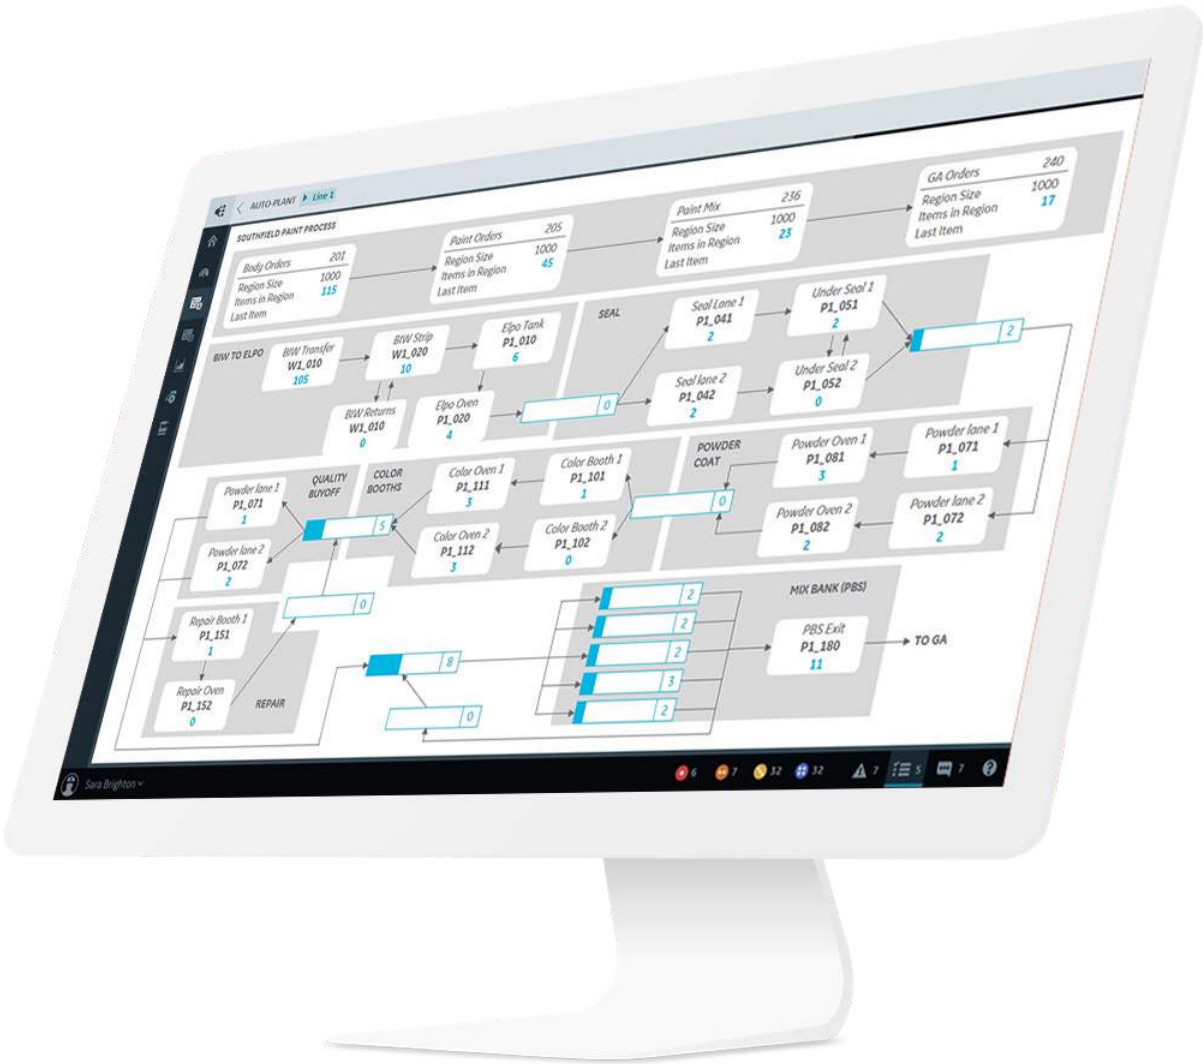 AUTO-PLANT Line 1
SOUTHFIELD PAINT PROCESS
Body Orders 201
Region Size 1000
Items in Region 115
Last Item
Paint Orders 205
Region Size 1000
Items in Region 45
Last Item
Paint Mix 236
Region Size 1000
Items in Region 23
Last Item
GA Orders 240
Region Size 1000
Items in Region 17
Last Item
BIW TO ELPO
BIW Transfer
W1_010
105
BIW Strip
W1_020
10
Elpo Tank
P1_010
6
BIW Returns
W1_010
0
Elpo Oven
P1_020
4
0
SEAL
Seal Lane 1
P1_041
2
Under Seal 1
P1_051
2
2
Seal lane 2
P1_042
2
Under Seal 2
P1_052
0
QUALITY
BUYOFF
Powder lane 1
P1_071
1
Powder lane 2
P1_072
2
5
COLOR
BOOTHS
Color Oven 1
P1_111
3
Color Booth 1
P1_101
1
Color Oven 2
P1_112
3
Color Booth 2
P1_102
0
0
POWDER
COAT
Powder Oven 1
P1_081
3
Powder lane 1
P1_071
1
Powder Oven 2
P1_082
2
Powder lane 2
P1_072
2
0
Repair Booth 1
P1_151
1
Repair Oven
P1_152
0
REPAIR
8
0
MIX BANK (PBS)
2
2
2
3
2
PBS Exit
P1_180
11
TO GA
Sara Brighton
6 7 32 32 7 5 7 ?